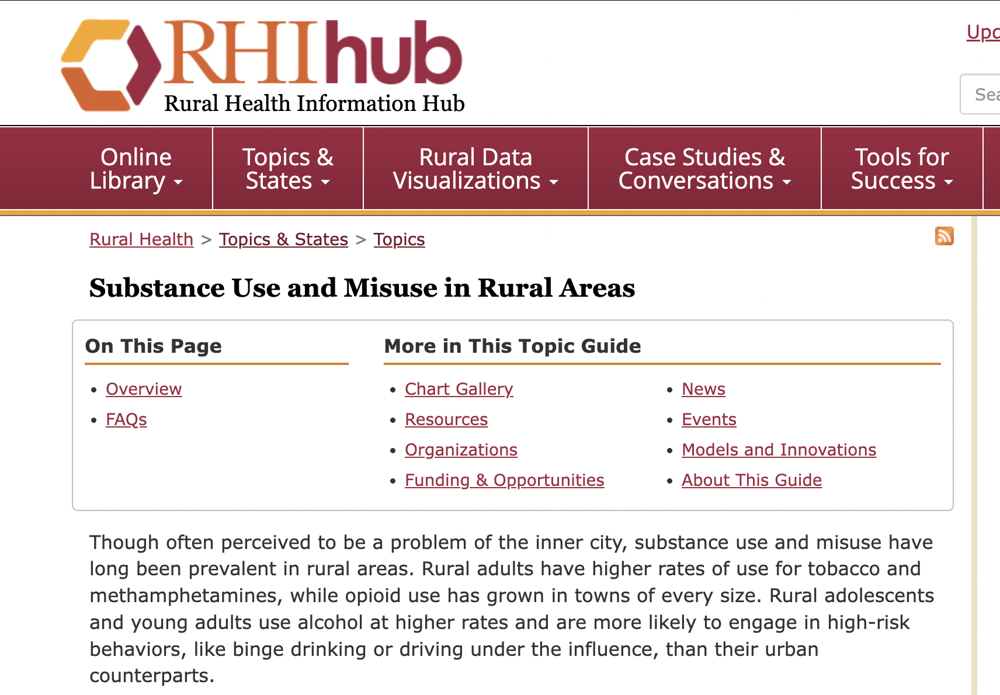 RHIhub
Rural Health Information Hub
Online
Library
Topics &
States
Rural Data
Visualizations
Case Studies &
Conversations
Tools for
Success
Rural Health > Topics & States > Topics
Substance Use and Misuse in Rural Areas
On This Page
Overview
FAQs
More in This Topic Guide
Chart Gallery
Resources
Organizations
Funding & Opportunities
News
Events
Models and Innovations
About This Guide
Though often perceived to be a problem of the inner city, substance use and misuse have
long been prevalent in rural areas. Rural adults have higher rates of use for tobacco and
methamphetamines, while opioid use has grown in towns of every size. Rural adolescents
and young adults use alcohol at higher rates and are more likely to engage in high-risk
behaviors, like binge drinking or driving under the influence, than their urban
counterparts.